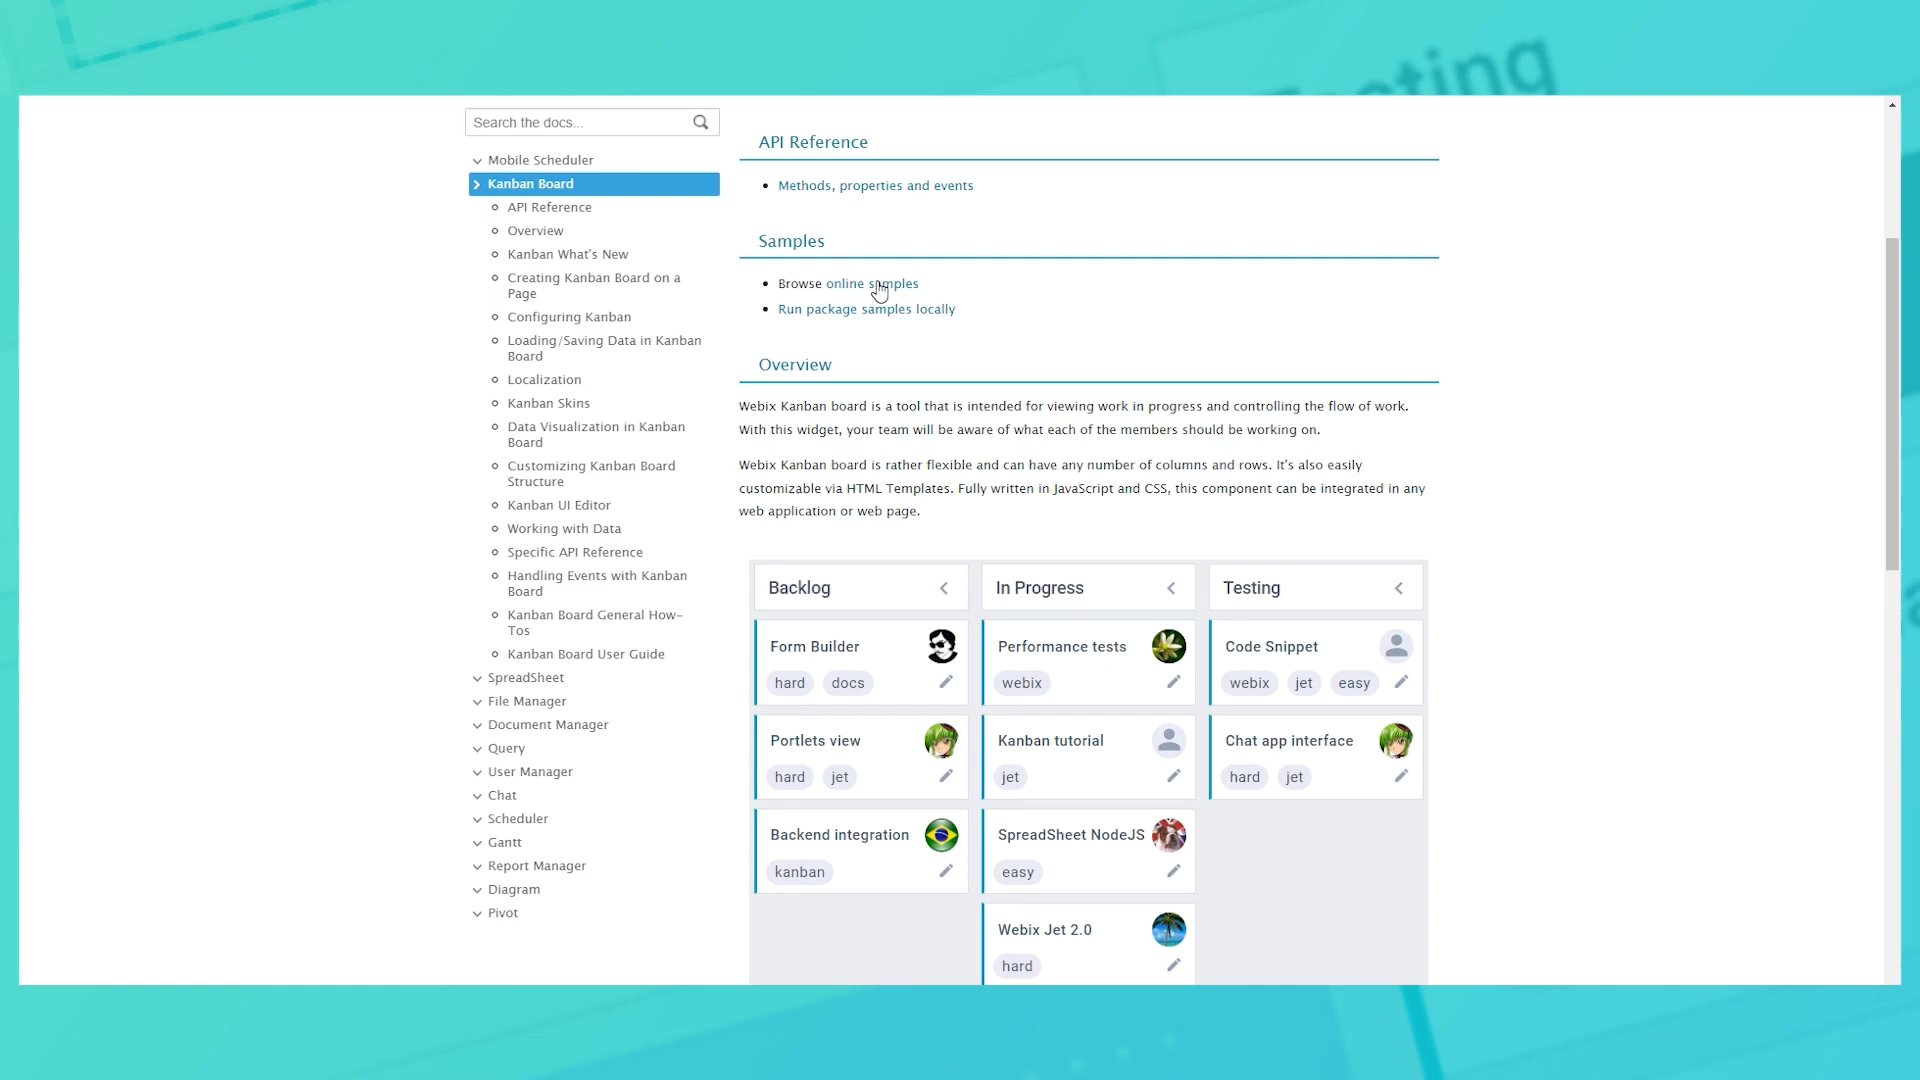 Testing
Search the docs...
Mobile Scheduler
Kanban Board
API Reference
Overview
Kanban What's New
Creating Kanban Board on a
Page
Configuring Kanban
Loading/Saving Data in Kanban
Board
Localization
Kanban Skins
Data Visualization in Kanban
Board
Customizing Kanban Board
Structure
Kanban UI Editor
Working with Data
Specific API Reference
Handling Events with Kanban
Board
Kanban Board General How-
Tos
Kanban Board User Guide
SpreadSheet
File Manager
Document Manager
Query
User Manager
Chat
Scheduler
Gantt
Report Manager
Diagram
Pivot
API Reference
Methods, properties and events
Samples
Browse online samples
Run package samples locally
Overview
Webix Kanban board is a tool that is intended for viewing work in progress and controlling the flow of work.
With this widget, your team will be aware of what each of the members should be working on.
Webix Kanban board is rather flexible and can have any number of columns and rows. It's also easily
customizable via HTML Templates. Fully written in JavaScript and CSS, this component can be integrated in any
web application or web page.
Backlog
Form Builder
hard docs
Portlets view
hard jet
Backend integration
kanban
In Progress
Performance tests
webix
Kanban tutorial
jet
SpreadSheet NodeJS
easy
Webix Jet 2.0
hard
Testing
Code Snippet
webix jet easy
Chat app interface
hard jet